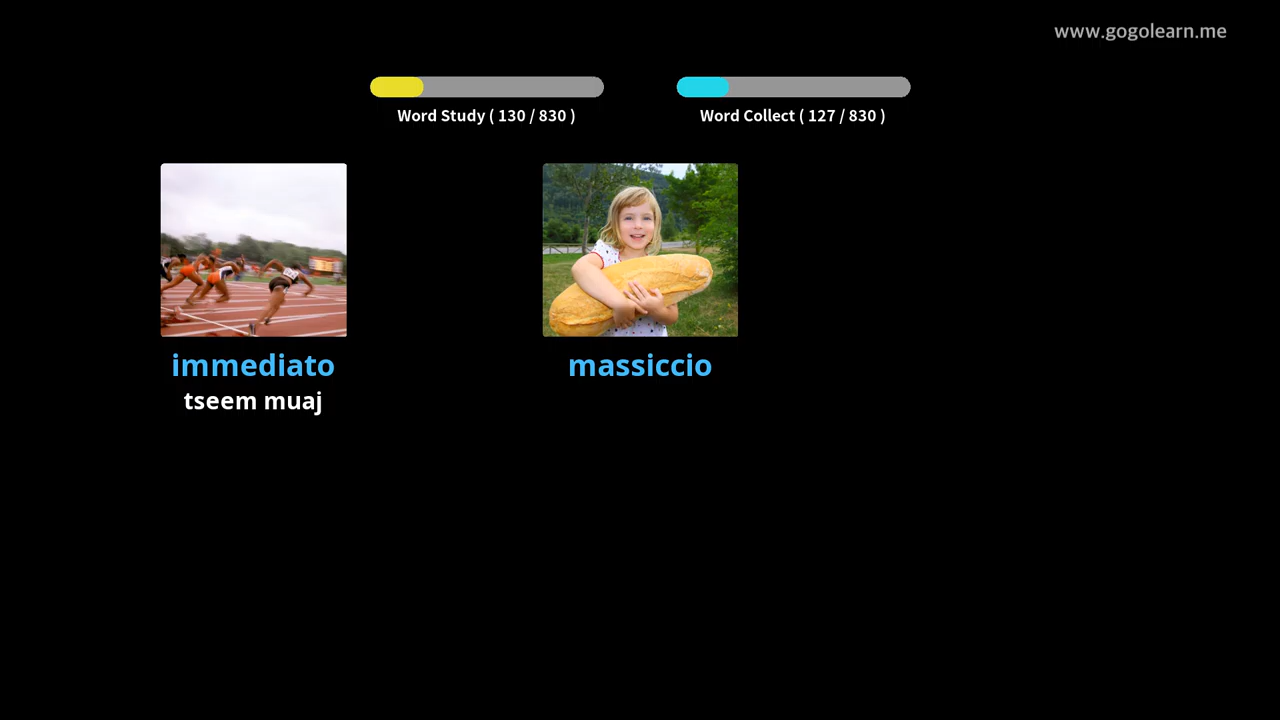 www.gogolearn.me
Word Study ( 130 / 830 )
Word Collect ( 127 / 830 )
immediato
tseem muaj
massiccio